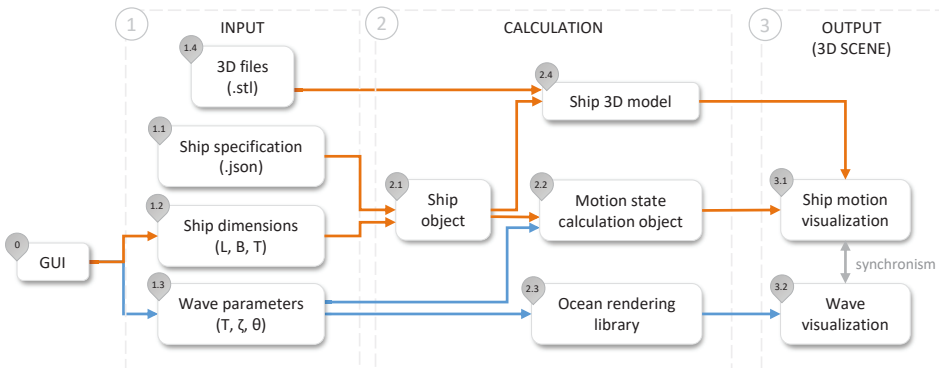 1
INPUT
2
CALCULATION
3
OUTPUT
(3D SCENE)
1.4
3D files
(.stl)
2.4
Ship 3D model
1.1
Ship specification
(.json)
2.1
Ship
object
2.2
Motion state
calculation object
3.1
Ship motion
visualization
1.2
Ship dimensions
(L, B, T)
0
GUI
synchronism
1.3
Wave parameters
(T, ζ, θ)
2.3
Ocean rendering
library
3.2
Wave
visualization